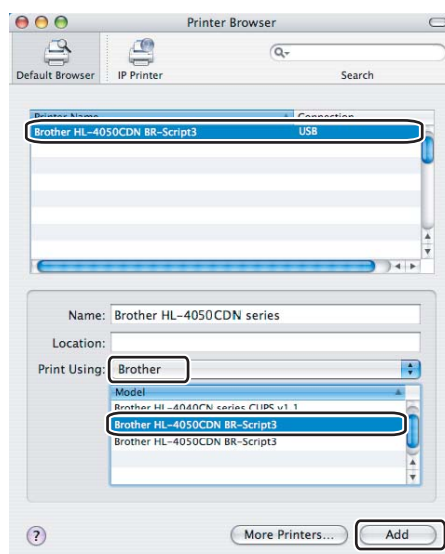 Printer Browser
Default Browser
IP Printer
Q
Search
Printer Name
Connection
Brother HL-4050CDN BR-Script3
USB
Name: Brother HL-4050CDN series
Location:
Print Using: Brother
Model
Brother HL-4040CN series CUPS v1.1
Brother HL-4050CDN BR-Script3
Brother HL-4050CDN BR-Script3
?
More Printers...
Add